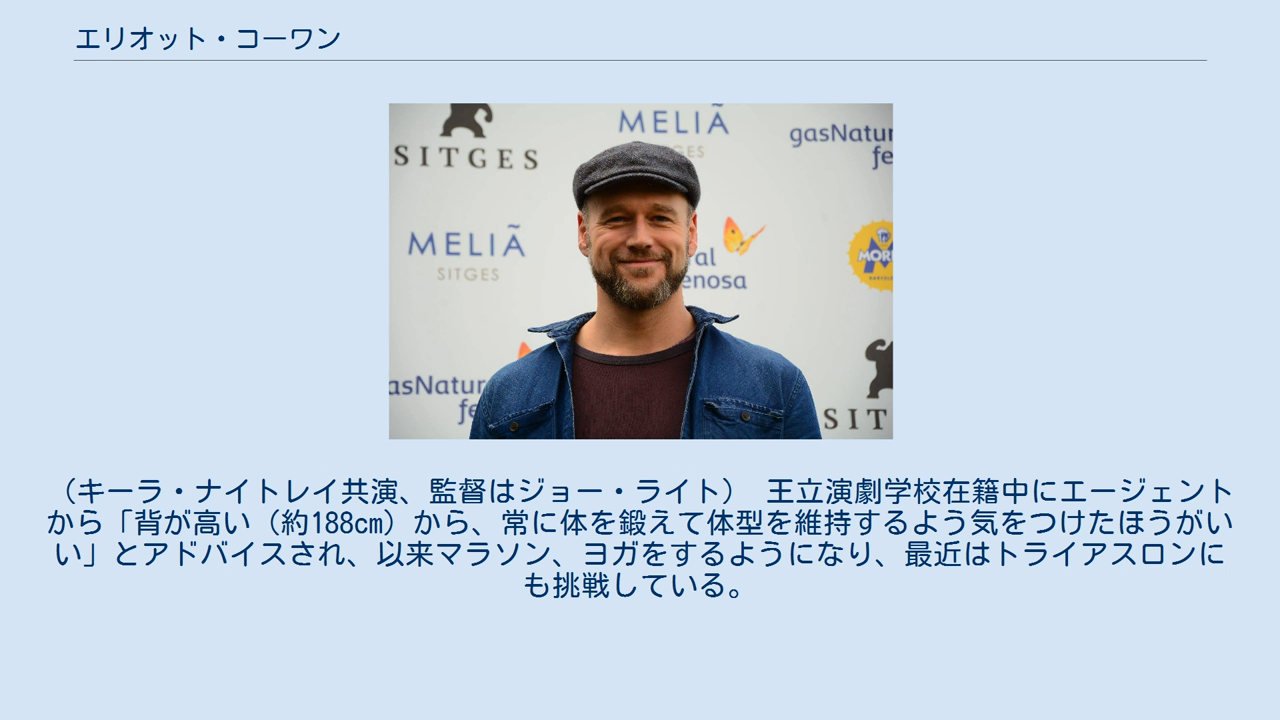 エリオット・コーワン
MELIÃ
SITGES
gasNatur
fe
SITGES
MELIÃ
SITGES
al
enosa
MOR
asNatur
fe
SIT
（キーラ・ナイトレイ共演、監督はジョー・ライト） 王立演劇学校在籍中にエージェント
から「背が高い（約188cm）から、常に体を鍛えて体型を維持するよう気をつけたほうがい
い」とアドバイスされ、以来マラソン、ヨガをするようになり、最近はトライアスロンに
も挑戦している。